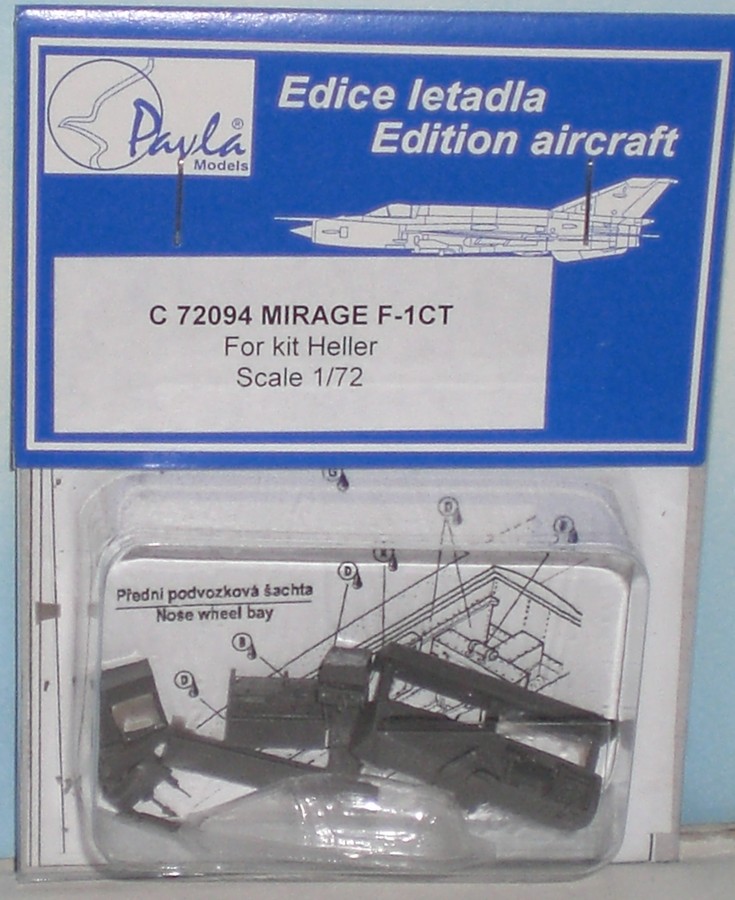 Pavla®
Models
Edice letadla
Edition aircraft
C 72094 MIRAGE F-1CT
For kit Heller
Scale 1/72
G
D
F
K
D
Přední podvozková šachta
Nose wheel bay
B
D